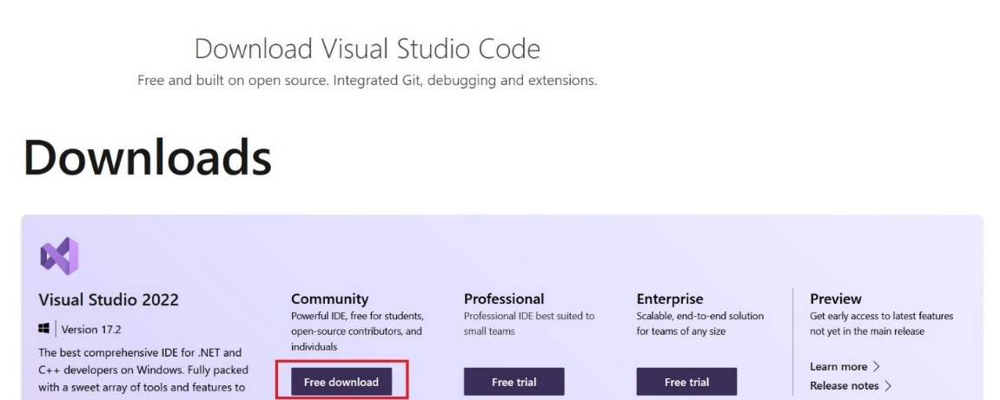 Download Visual Studio Code
Free and built on open source. Integrated Git, debugging and extensions.
Downloads
Visual Studio 2022
Version 17.2
The best comprehensive IDE for .NET and
C++ developers on Windows. Fully packed
with a sweet array of tools and features to
Community
Powerful IDE, free for students,
open-source contributors, and
individuals
Free download
Professional
Professional IDE best suited to
small teams
Free trial
Enterprise
Scalable, end-to-end solution
for teams of any size
Free trial
Preview
Get early access to latest features
not yet in the main release
Learn more
Release notes